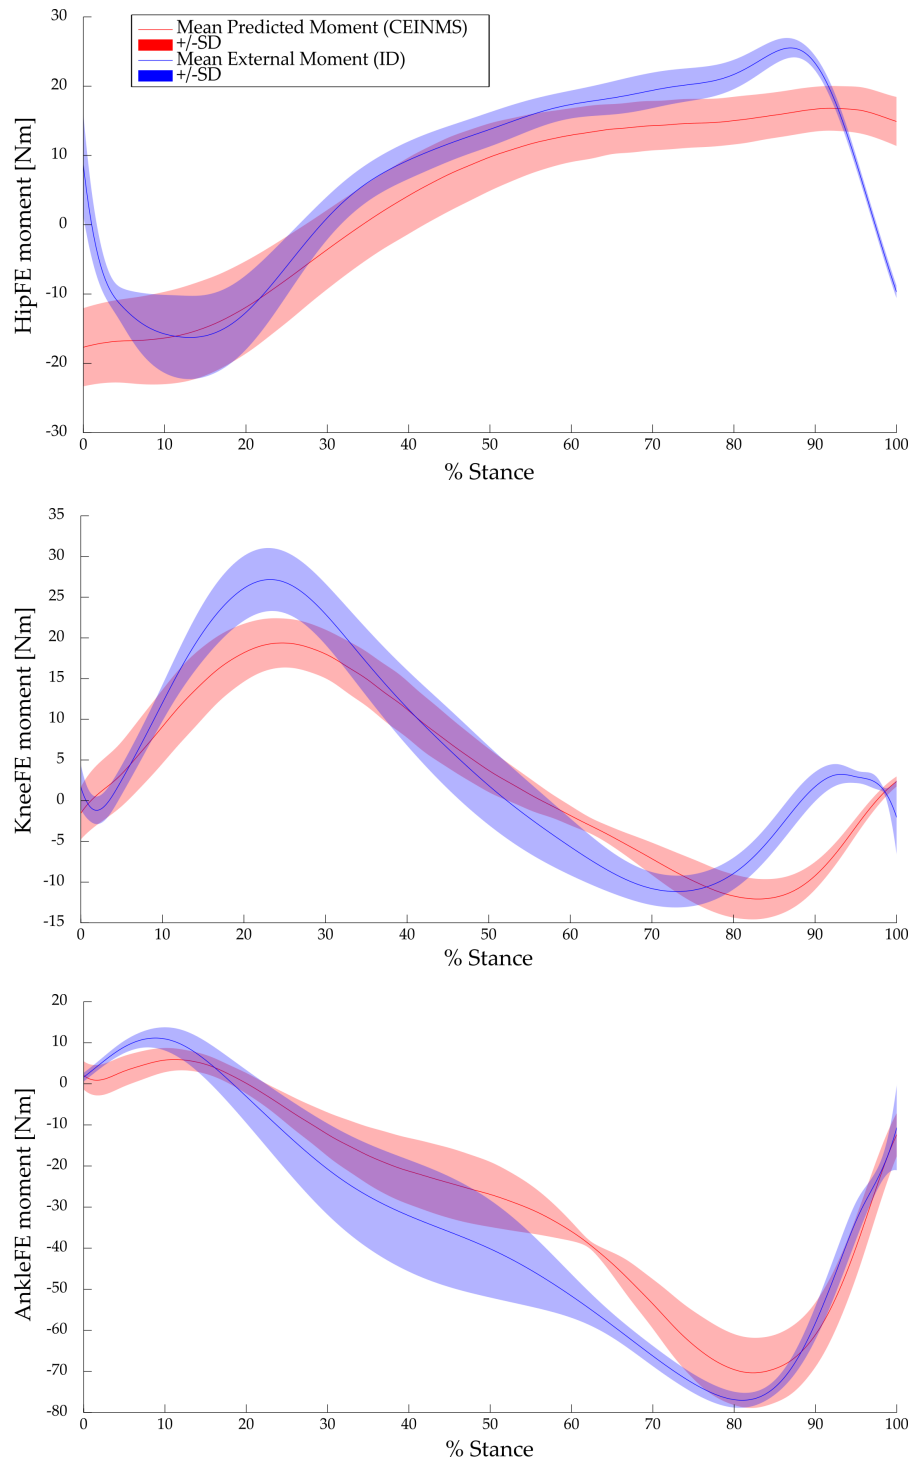 Mean Predicted Moment (CEINMS)
+/-SD
Mean External Moment (ID)
+/-SD
HipFE moment [Nm]
30
20
10
0
-10
-20
-30
0 10 20 30 40 50 60 70 80 90 100
% Stance
KneeFE moment [Nm]
35
30
25
20
15
10
5
0
-5
-10
-15
0 10 20 30 40 50 60 70 80 90 100
% Stance
AnkleFE moment [Nm]
20
10
0
-10
-20
-30
-40
-50
-60
-70
-80
0 10 20 30 40 50 60 70 80 90 100
% Stance